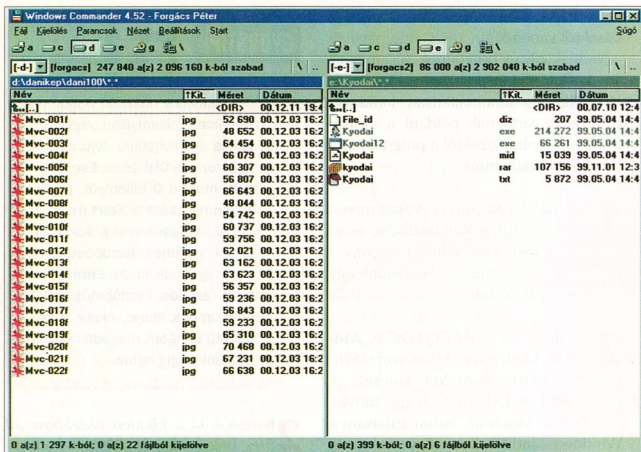 Windows Commander 4.52 - Forgács Péter
Fájl Kijelölés Parancsok Nézet Beállítások Start Súgó
a c d e g \
a c d e g \
[-d-] [forgacs] 247 840 a(z) 2 096 160 k-ból szabad \ ..
[-e-] [forgacs2] 86 000 a(z) 2 902 040 k-ból szabad \ ..
d:\danikep\dani100\*.*
e:\Kyodai\*.*
Név ↑Kit. Méret Dátum
[..] <DIR> 00.12.11 19:4
Mvc-001f jpg 52 690 00.12.03 16:2
Mvc-002f jpg 48 652 00.12.03 16:2
Mvc-003f jpg 64 454 00.12.03 16:2
Mvc-004f jpg 66 079 00.12.03 16:2
Mvc-005f jpg 60 307 00.12.03 16:2
Mvc-006f jpg 56 807 00.12.03 16:2
Mvc-007f jpg 66 643 00.12.03 16:2
Mvc-008f jpg 48 044 00.12.03 16:2
Mvc-009f jpg 54 742 00.12.03 16:2
Mvc-010f jpg 60 737 00.12.03 16:2
Mvc-011f jpg 59 756 00.12.03 16:2
Mvc-012f jpg 62 021 00.12.03 16:2
Mvc-013f jpg 63 162 00.12.03 16:2
Mvc-014f jpg 63 623 00.12.03 16:2
Mvc-015f jpg 56 357 00.12.03 16:2
Mvc-016f jpg 59 236 00.12.03 16:2
Mvc-017f jpg 56 843 00.12.03 16:2
Mvc-018f jpg 59 233 00.12.03 16:2
Mvc-019f jpg 65 310 00.12.03 16:2
Mvc-020f jpg 70 468 00.12.03 16:2
Mvc-021f jpg 67 231 00.12.03 16:2
Mvc-022f jpg 66 638 00.12.03 16:2
0 a(z) 1 297 k-ból; 0 a(z) 22 fájlból kijelölve
Név ↑Kit. Méret Dátum
[..] <DIR> 00.07.10 12:4
File_id diz 207 99.05.04 14:4
Kyodai exe 214 272 99.05.04 14:4
Kyodai12 exe 66 261 99.05.04 14:4
Kyodai mid 15 039 99.05.04 14:4
kyodai rar 107 156 99.11.01 12:3
Kyodai txt 5 872 99.05.04 14:4
0 a(z) 399 k-ból; 0 a(z) 6 fájlból kijelölve